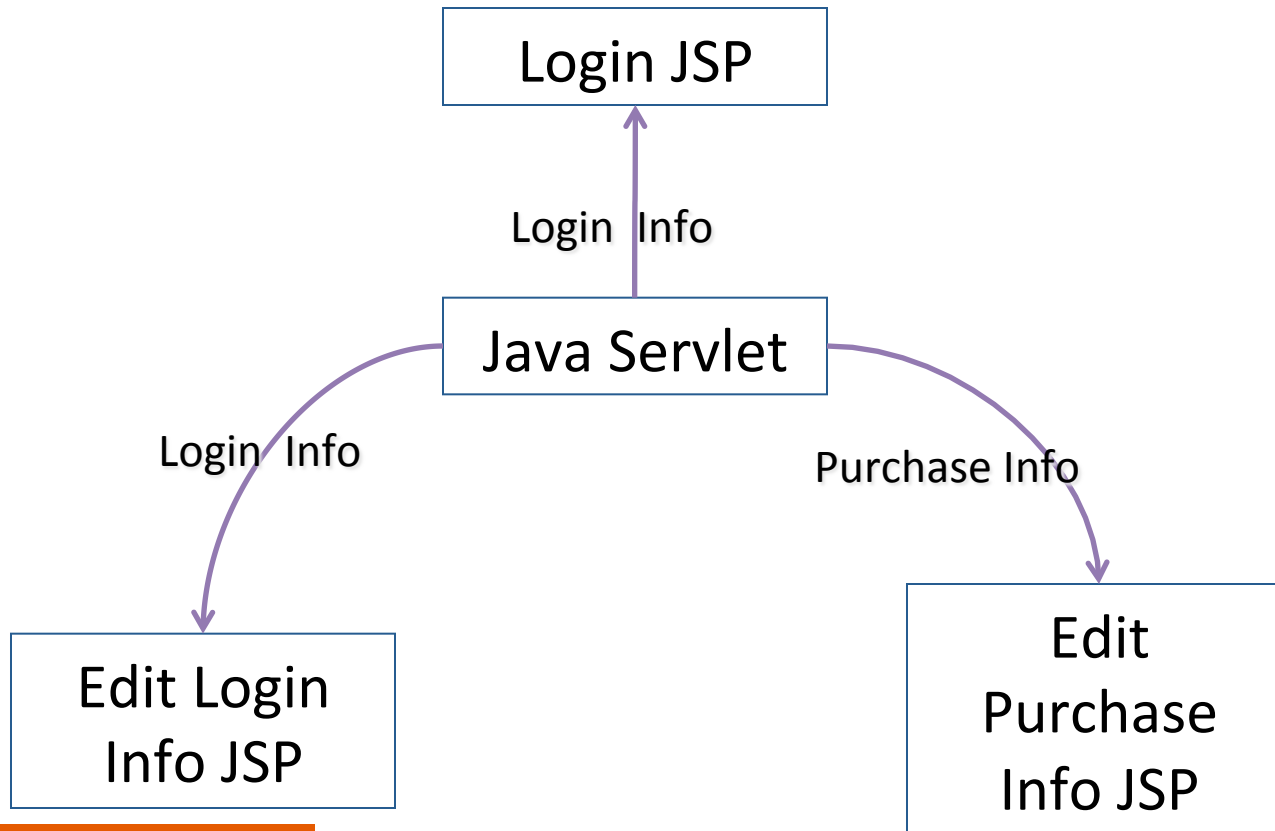 Login JSP
Login Info
Java Servlet
Login Info
Purchase Info
Edit Login
Info JSP
Edit
Purchase
Info JSP